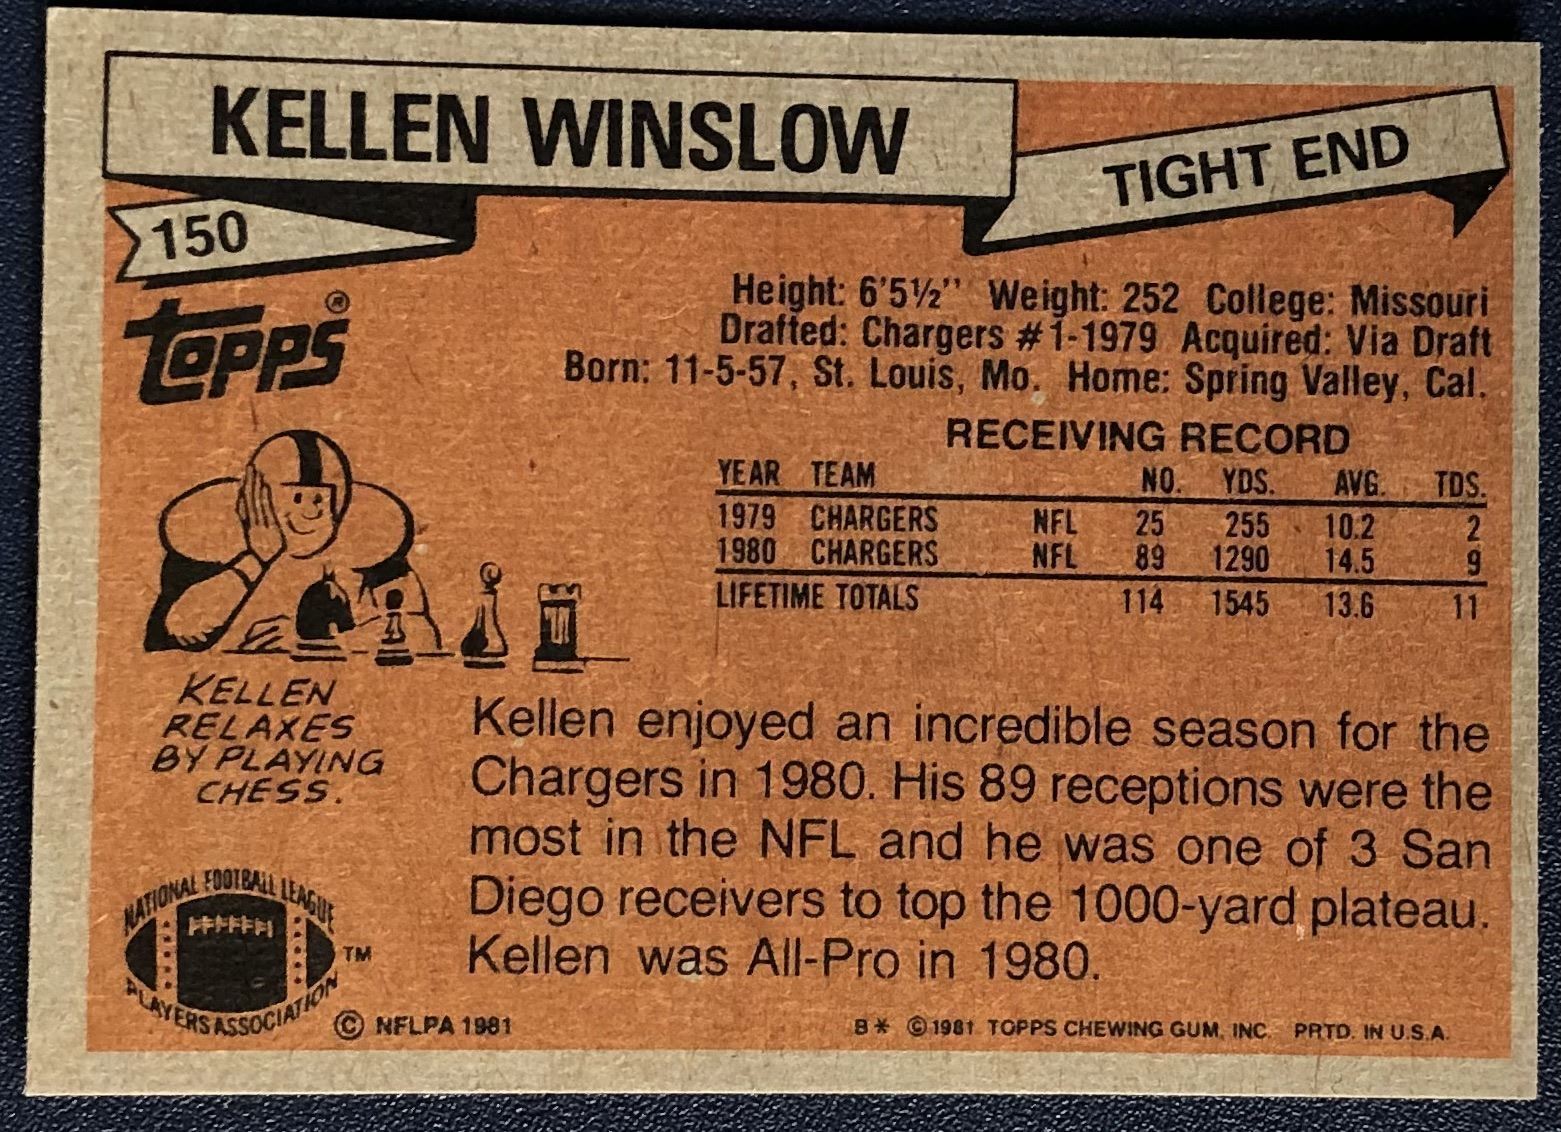 KELLEN WINSLOW
TIGHT END
150
TOPPS®
Height: 6'5½" Weight: 252 College: Missouri
Drafted: Chargers #1-1979 Acquired: Via Draft
Born: 11-5-57, St. Louis, Mo. Home: Spring Valley, Cal.
RECEIVING RECORD
YEAR TEAM NO. YDS. AVG. TDS.
1979 CHARGERS NFL 25 255 10.2 2
1980 CHARGERS NFL 89 1290 14.5 9
LIFETIME TOTALS 114 1545 13.6 11
KELLEN
RELAXES
BY PLAYING
CHESS.
Kellen enjoyed an incredible season for the
Chargers in 1980. His 89 receptions were the
most in the NFL and he was one of 3 San
Diego receivers to top the 1000-yard plateau.
Kellen was All-Pro in 1980.
NATIONAL FOOTBALL LEAGUE
PLAYERS ASSOCIATION
TM
© NFLPA 1981
B* ©1981 TOPPS CHEWING GUM, INC. PRTD. IN U.S.A.